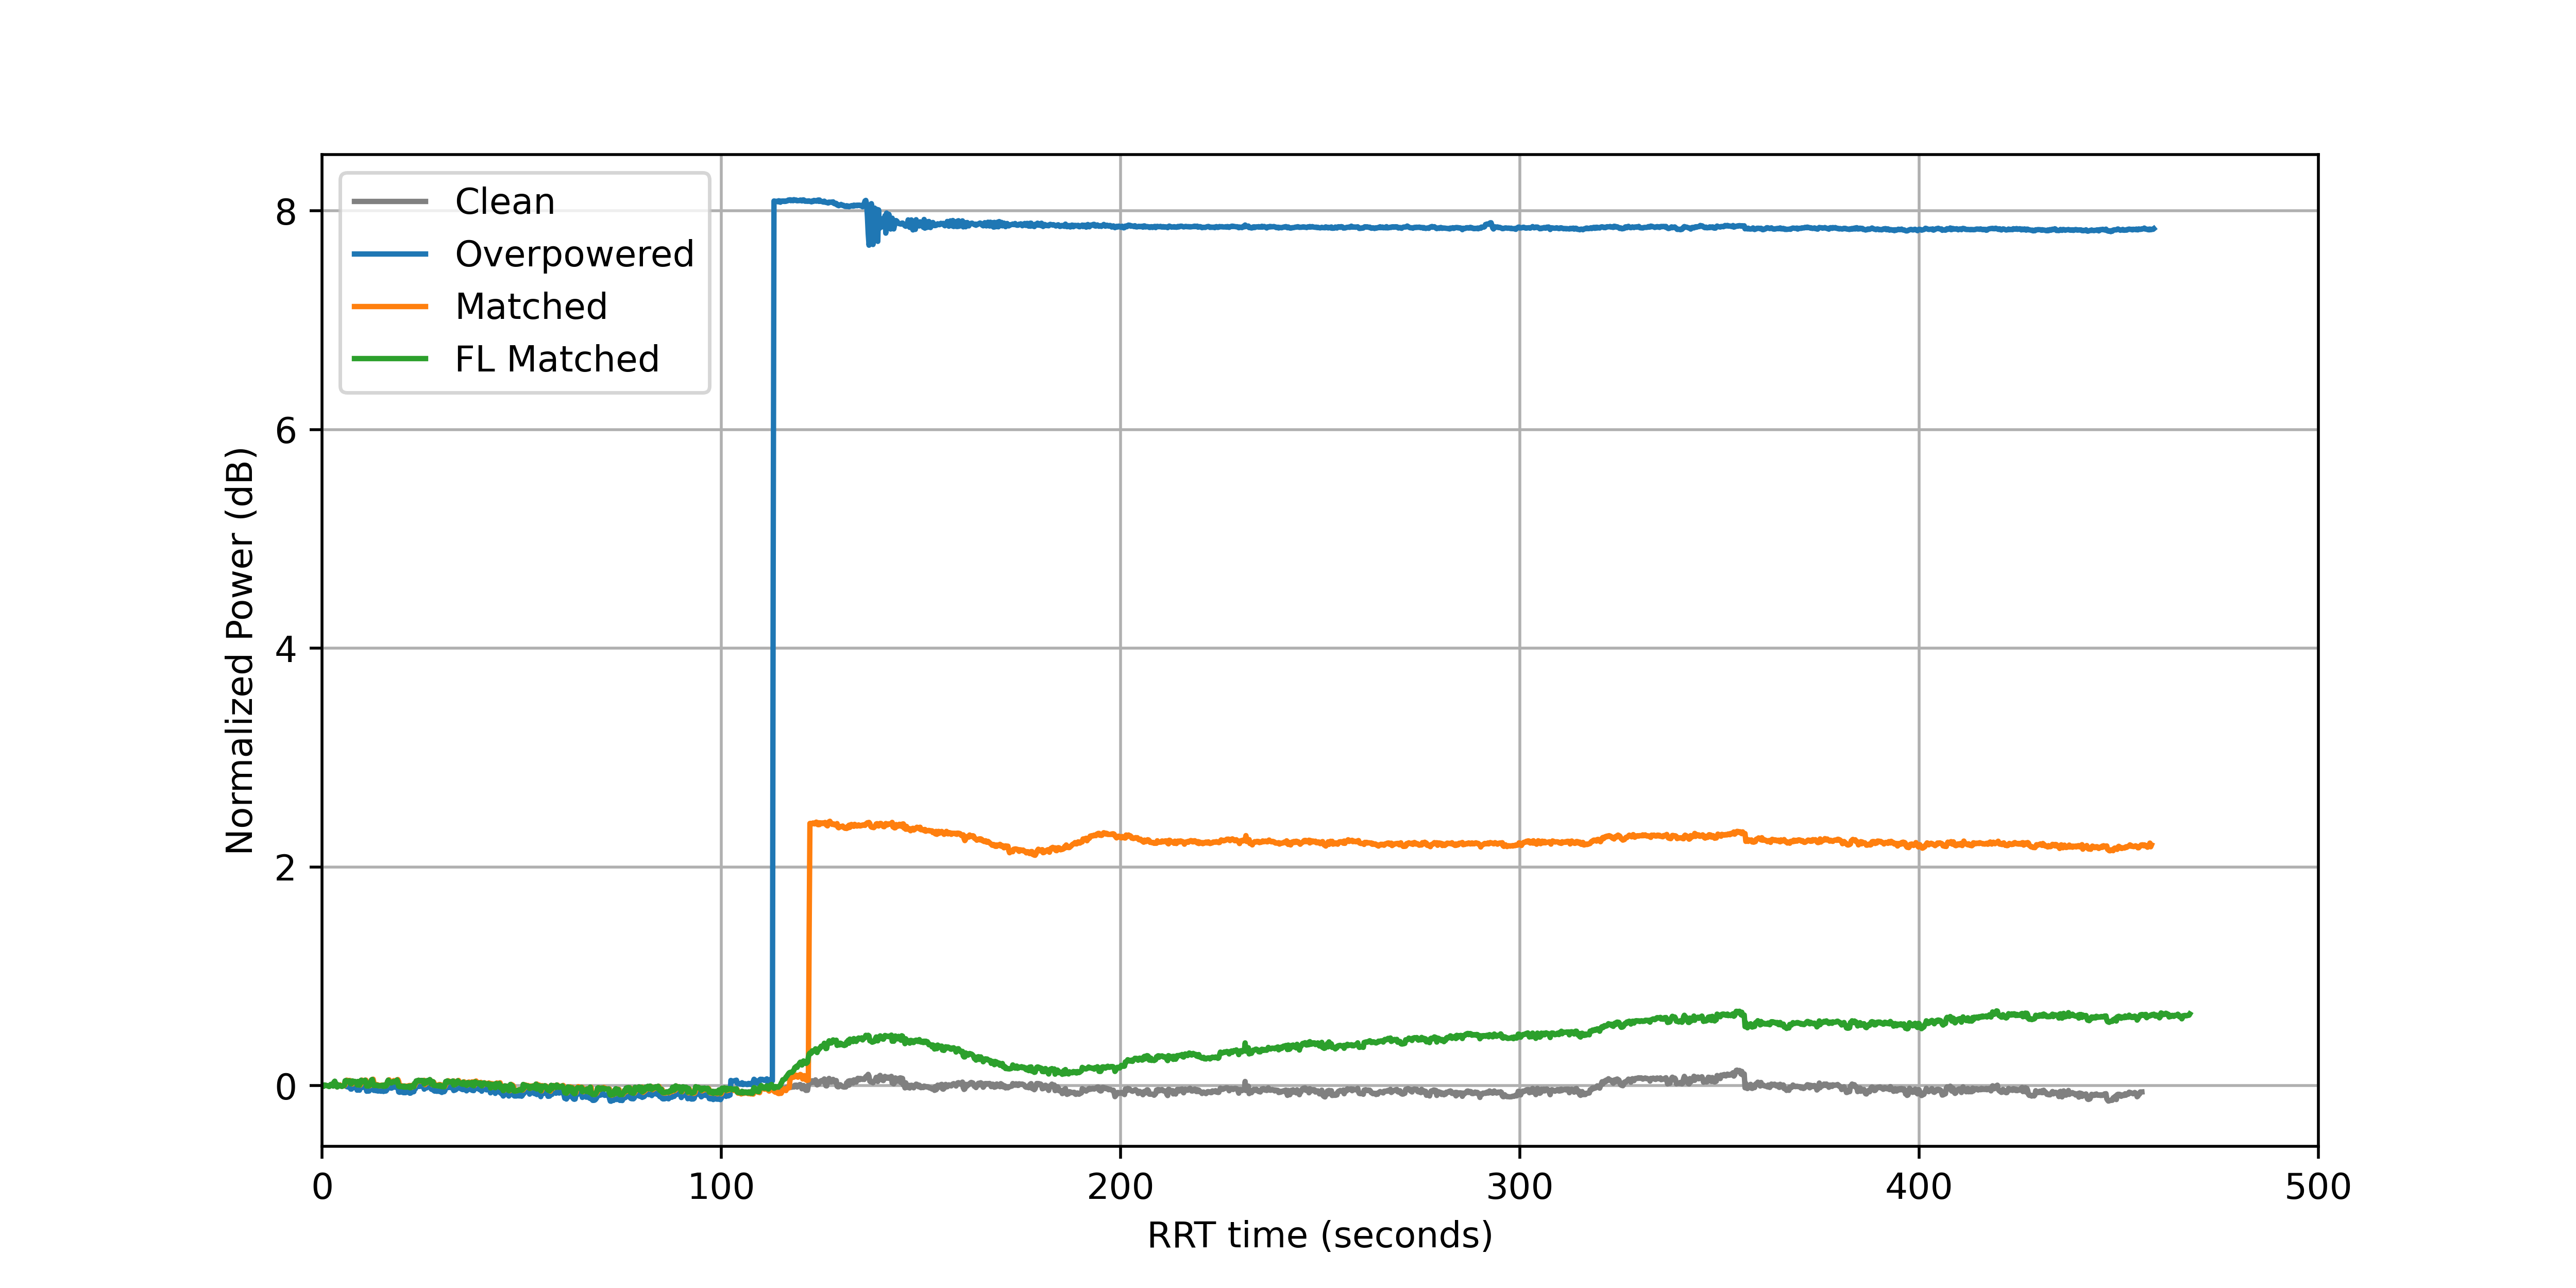 Clean
Overpowered
Matched
FL Matched
8
6
4
2
0
Normalized Power (dB)
0 100 200 300 400 500
RRT time (seconds)